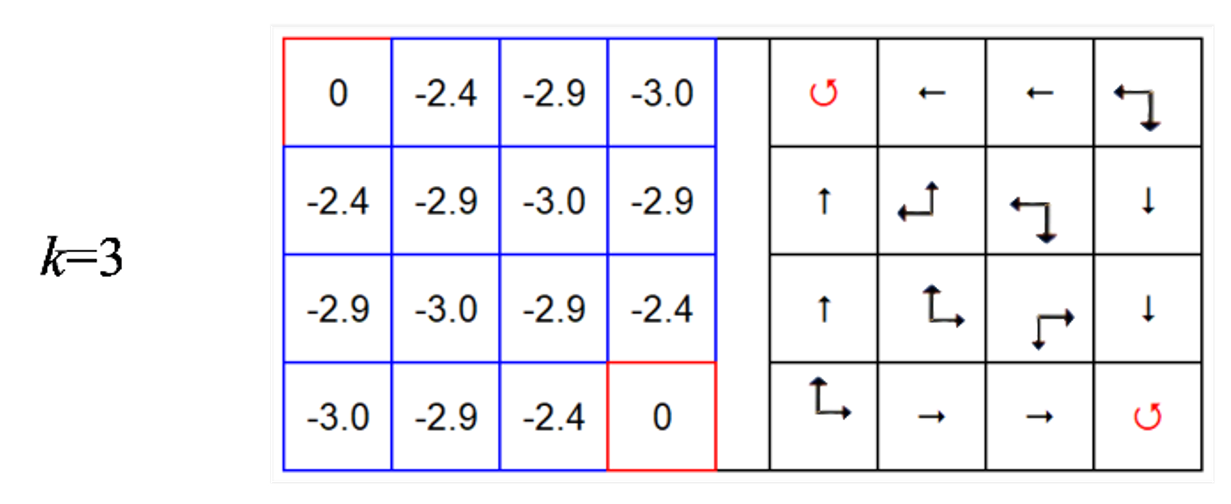 0 -2.4 -2.9 -3.0 ↺ ← ←
-2.4 -2.9 -3.0 -2.9 ↑ ↓
k=3
-2.9 -3.0 -2.9 -2.4 ↑ ↓
-3.0 -2.9 -2.4 0 → → ↺